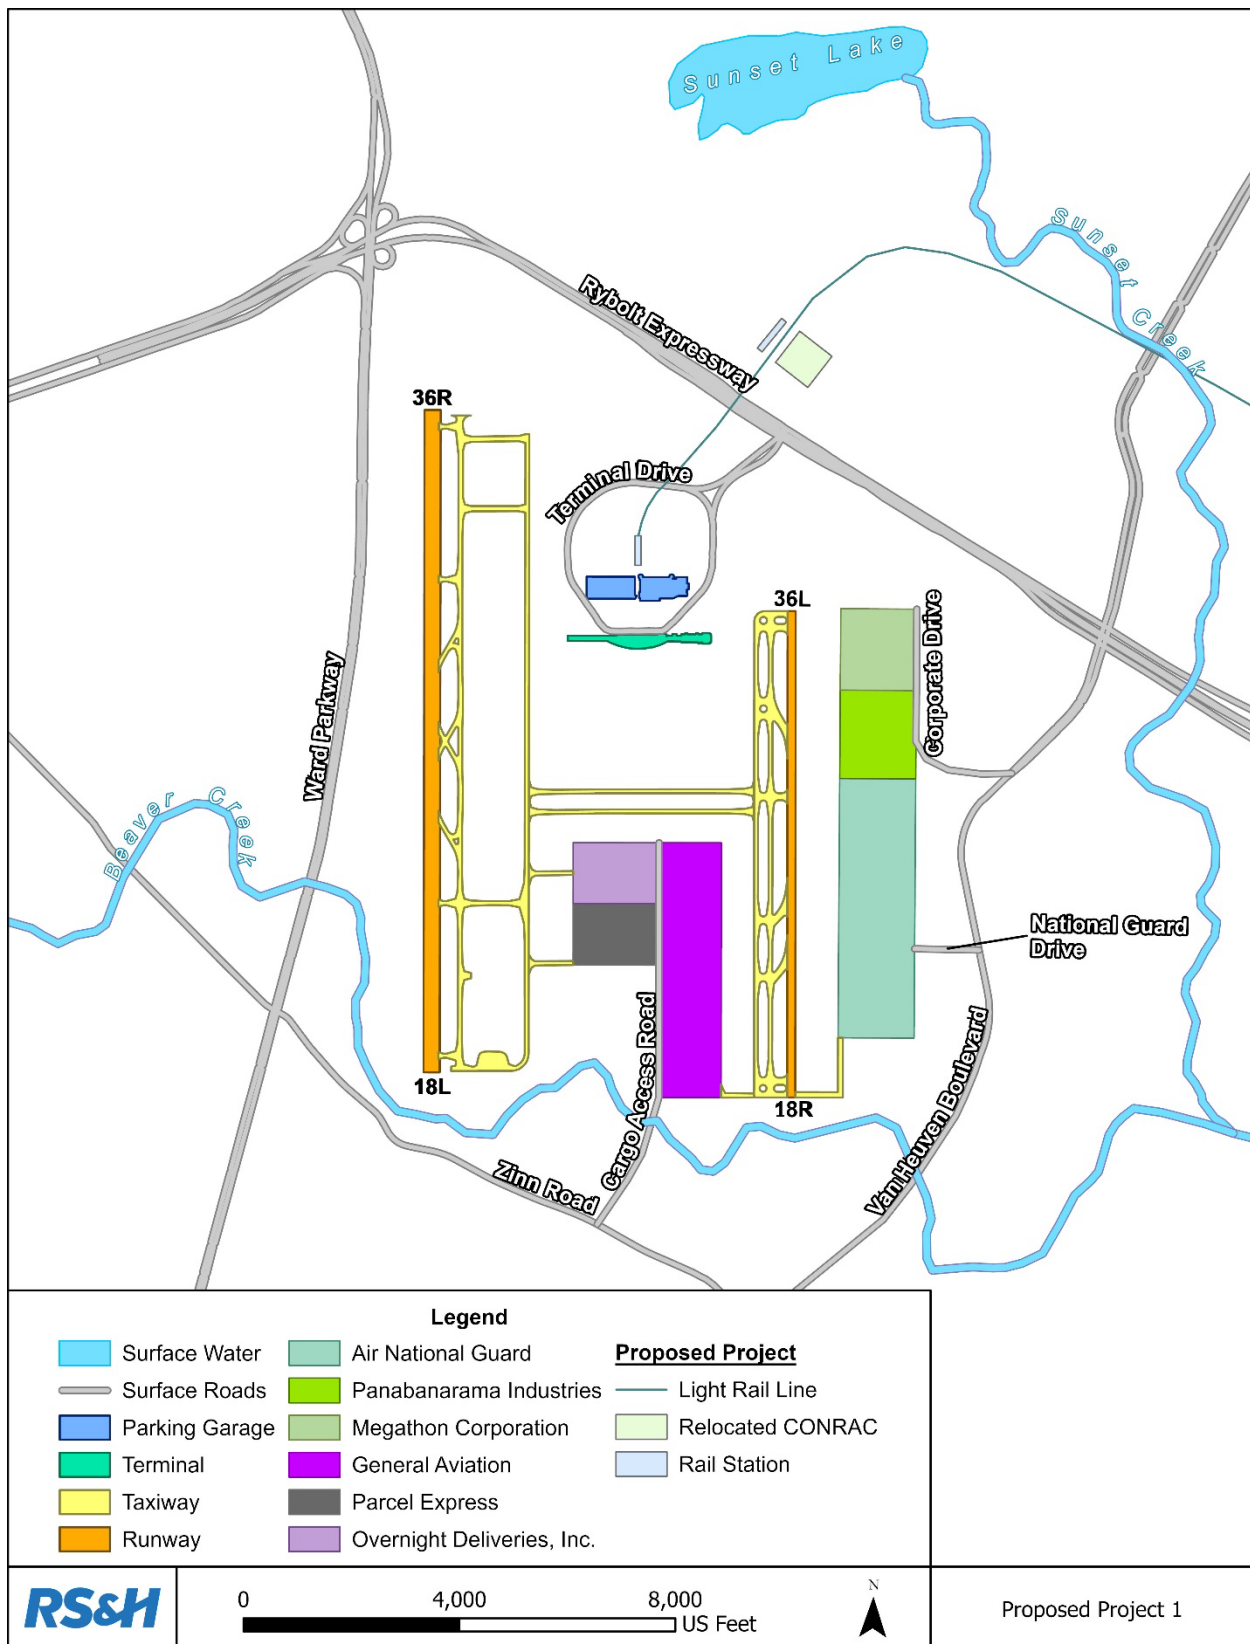 Sunset Lake
Sunset Creek
Rybolt Expressway
36R
Terminal Drive
36L
Corporate Drive
Ward Parkway
Beaver Creek
National Guard
Drive
Cargo Access Road
18L
18R
Van Heuven Boulevard
Zinn Road
Legend
Surface Water
Surface Roads
Parking Garage
Terminal
Taxiway
Runway
Air National Guard
Panabanarama Industries
Megathon Corporation
General Aviation
Parcel Express
Overnight Deliveries, Inc.
Proposed Project
Light Rail Line
Relocated CONRAC
Rail Station
RS&H
0 4,000 8,000
US Feet
N
Proposed Project 1